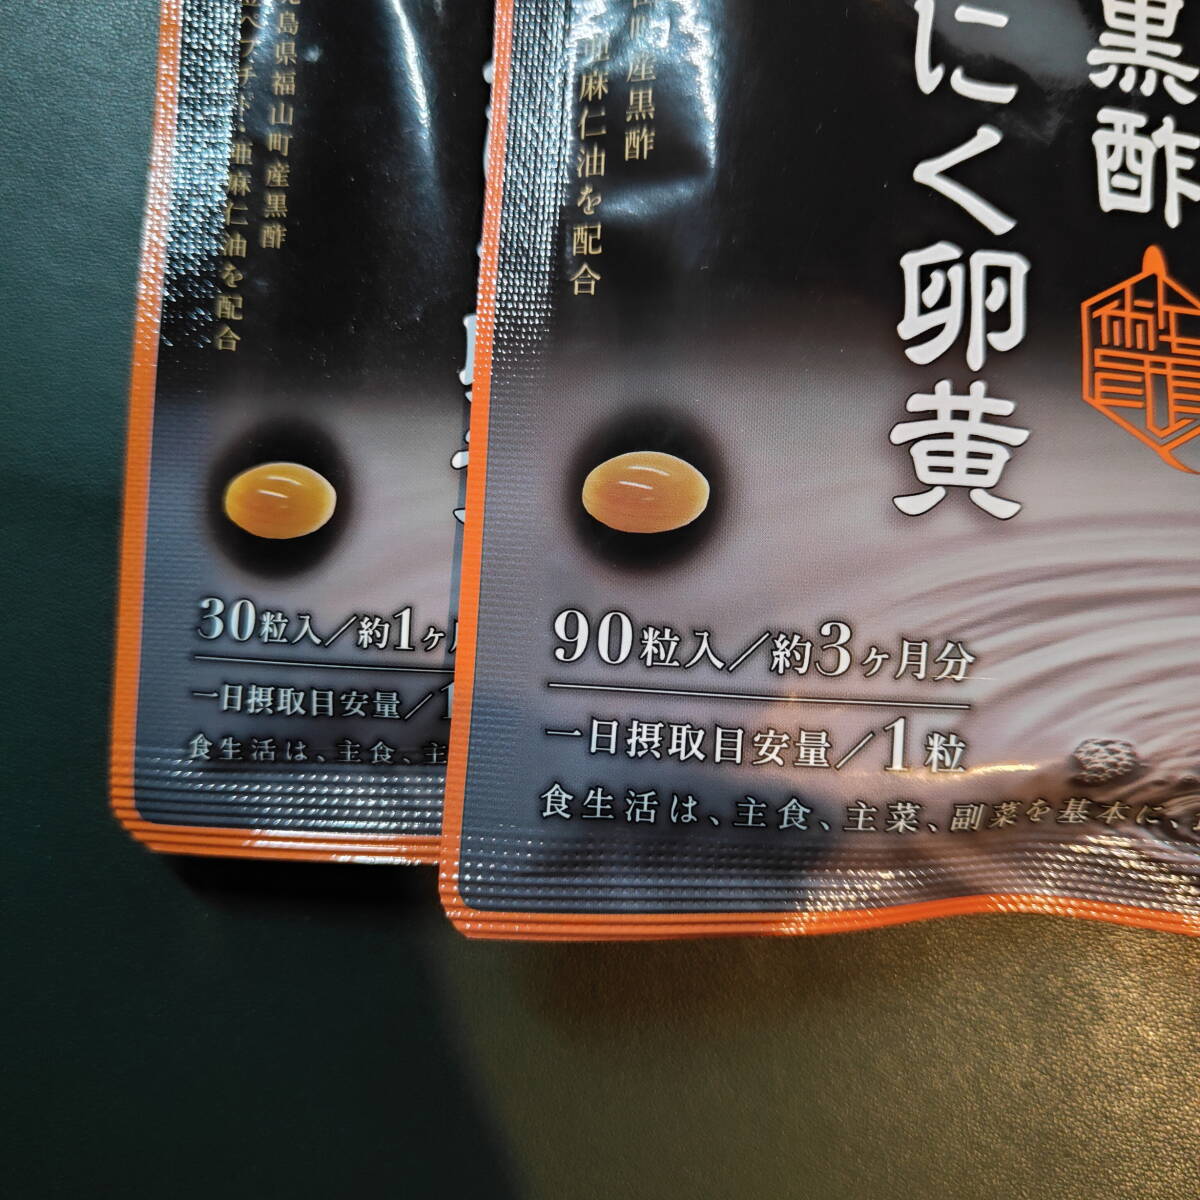 黒酢
にく卵黄
産黒酢
麻仁油を配合
90粒入／約3ヶ月分
一日摂取目安量／1粒
食生活は、主食、主菜、副菜を基本に、
島県福山町産黒酢
亜麻仁油を配合
30粒入／約1ヶ
一日摂取目安量／1
食生活は、主食、主